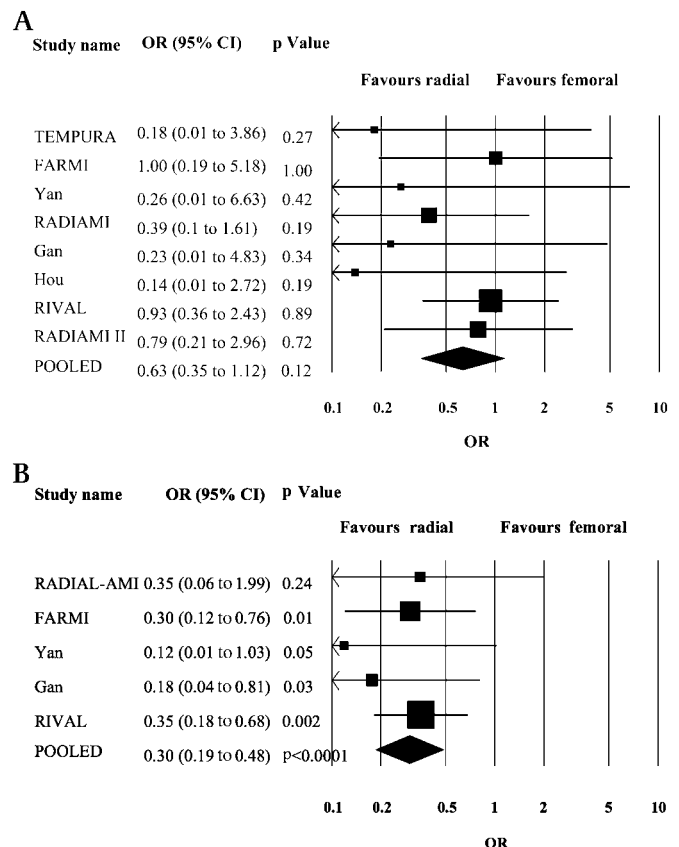 A
Study name OR (95% CI) p Value
Favours radial Favours femoral
TEMPURA 0.18 (0.01 to 3.86) 0.27
FARMI 1.00 (0.19 to 5.18) 1.00
Yan 0.26 (0.01 to 6.63) 0.42
RADIAMI 0.39 (0.1 to 1.61) 0.19
Gan 0.23 (0.01 to 4.83) 0.34
Hou 0.14 (0.01 to 2.72) 0.19
RIVAL 0.93 (0.36 to 2.43) 0.89
RADIAMI II 0.79 (0.21 to 2.96) 0.72
POOLED 0.63 (0.35 to 1.12) 0.12
0.1 0.2 0.5 1 2 5 10
OR
B
Study name OR (95% CI) p Value
Favours radial Favours femoral
RADIAL-AMI 0.35 (0.06 to 1.99) 0.24
FARMI 0.30 (0.12 to 0.76) 0.01
Yan 0.12 (0.01 to 1.03) 0.05
Gan 0.18 (0.04 to 0.81) 0.03
RIVAL 0.35 (0.18 to 0.68) 0.002
POOLED 0.30 (0.19 to 0.48) p<0.0001
0.1 0.2 0.5 1 2 5 10
OR